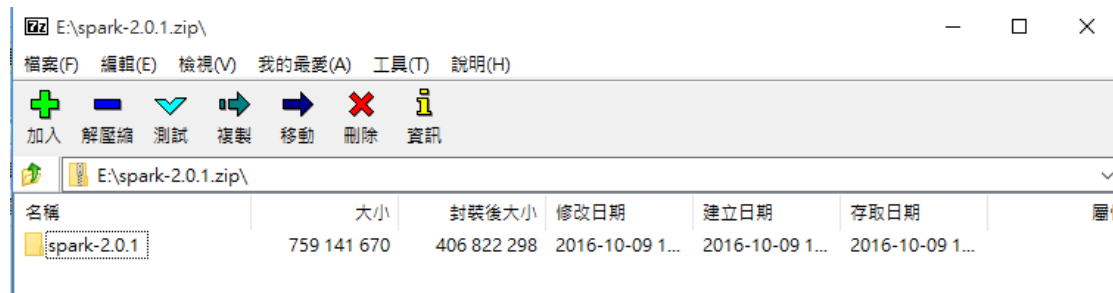 7z E:\spark-2.0.1.zip\
檔案(F) 編輯(E) 檢視(V) 我的最愛(A) 工具(T) 說明(H)
加入 解壓縮 測試 複製 移動 刪除 資訊
E:\spark-2.0.1.zip\
名稱 大小 封裝後大小 修改日期 建立日期 存取日期
spark-2.0.1 759 141 670 406 822 298 2016-10-09 1... 2016-10-09 1... 2016-10-09 1...